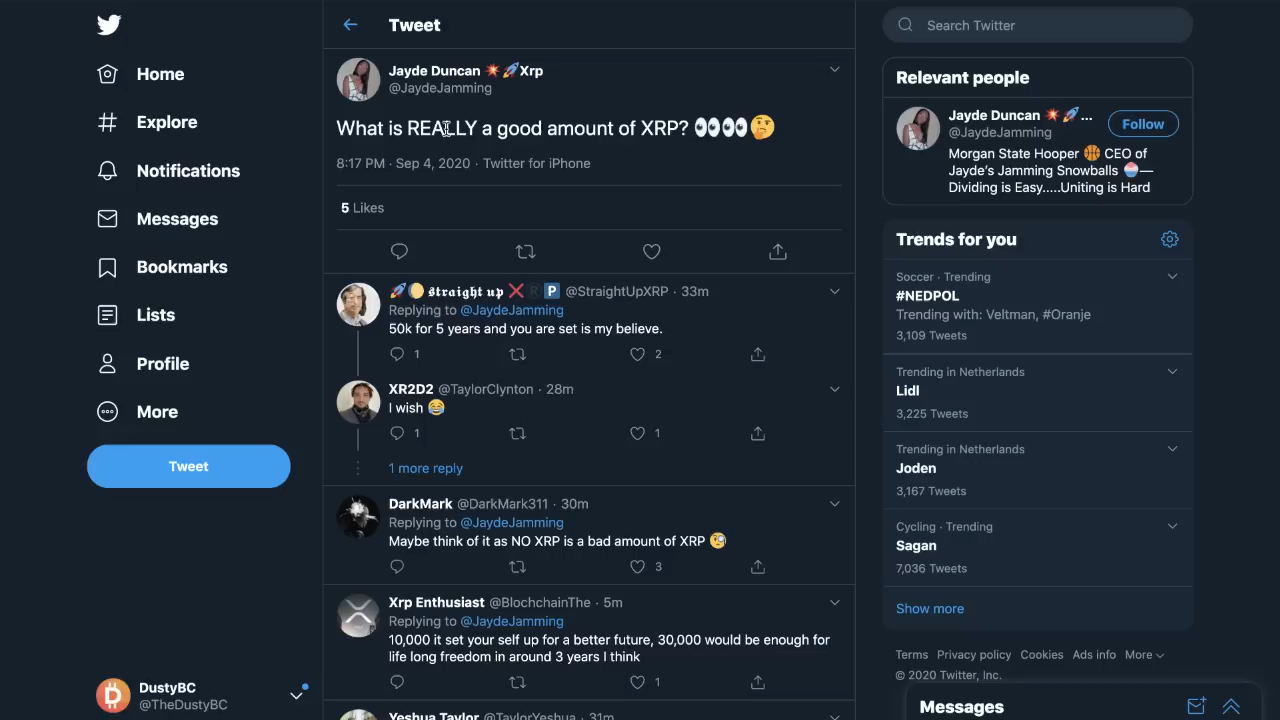 Home
Explore
Notifications
Messages
Bookmarks
Lists
Profile
More
Tweet
DustyBC
@TheDustyBC
Tweet
Jayde Duncan 💥🚀Xrp
@JaydeJamming
What is REALLY a good amount of XRP? 👀👀🤔
8:17 PM · Sep 4, 2020 · Twitter for iPhone
5 Likes
🚀🌔 𝖘𝖙𝖗𝖆𝖎𝖌𝖍𝖙 𝖚𝖕 ❌🅿 @StraightUpXRP · 33m
Replying to @JaydeJamming
50k for 5 years and you are set is my believe.
1 2
XR2D2 @TaylorClynton · 28m
I wish 😂
1 1
1 more reply
DarkMark @DarkMark311 · 30m
Replying to @JaydeJamming
Maybe think of it as NO XRP is a bad amount of XRP 🧐
3
Xrp Enthusiast @BlochchainThe · 5m
Replying to @JaydeJamming
10,000 it set your self up for a better future, 30,000 would be enough for
life long freedom in around 3 years I think
1
Yeshua Taylor @TaylorYeshua · 31m
Search Twitter
Relevant people
Jayde Duncan 💥🚀...
@JaydeJamming
Follow
Morgan State Hooper 🏀 CEO of
Jayde's Jamming Snowballs 🍧—
Dividing is Easy.....Uniting is Hard
Trends for you
Soccer · Trending
#NEDPOL
Trending with: Veltman, #Oranje
3,109 Tweets
Trending in Netherlands
Lidl
3,225 Tweets
Trending in Netherlands
Joden
3,167 Tweets
Cycling · Trending
Sagan
7,036 Tweets
Show more
Terms Privacy policy Cookies Ads info More
© 2020 Twitter, Inc.
Messages